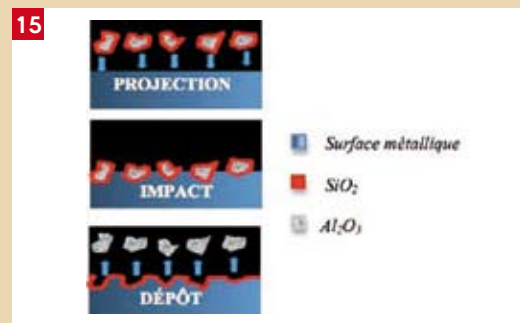 15
PROJECTION
IMPACT
DÉPÔT
Surface métallique
SiO₂
Al₂O₃